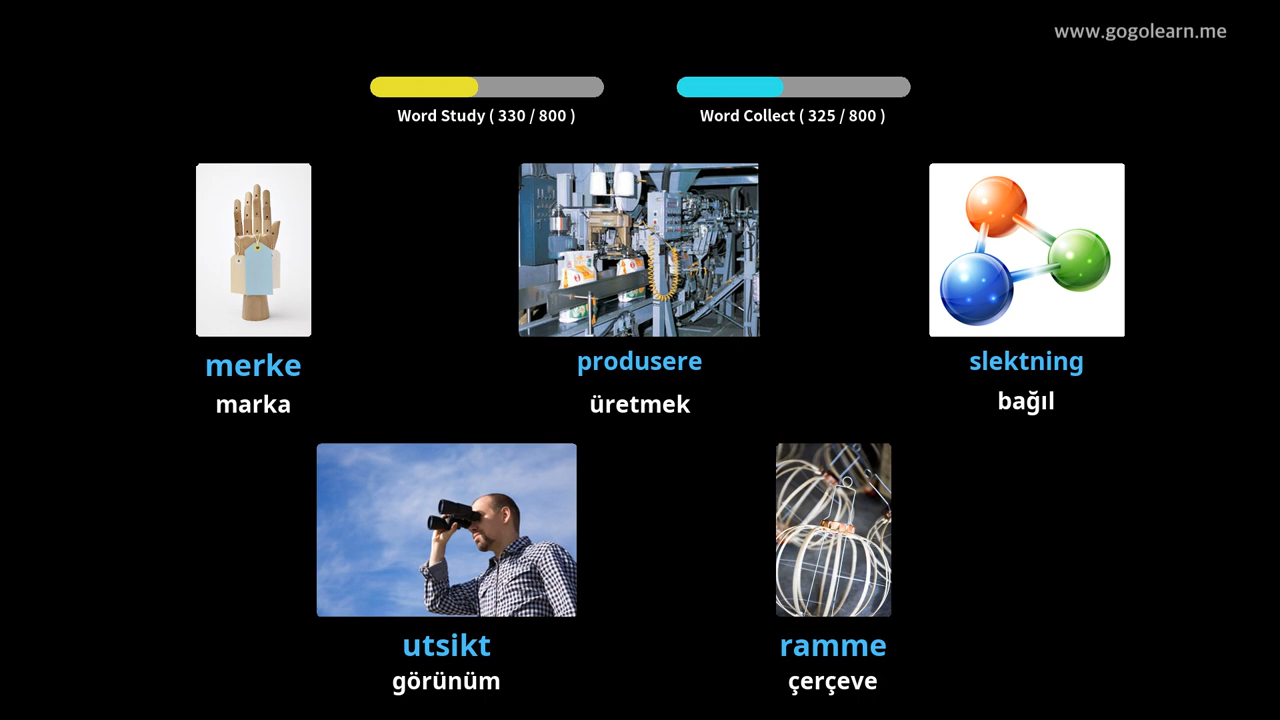 www.gogolearn.me
Word Study ( 330 / 800 )
Word Collect ( 325 / 800 )
merke
marka
produsere
üretmek
slektning
bağıl
utsikt
görünüm
ramme
çerçeve